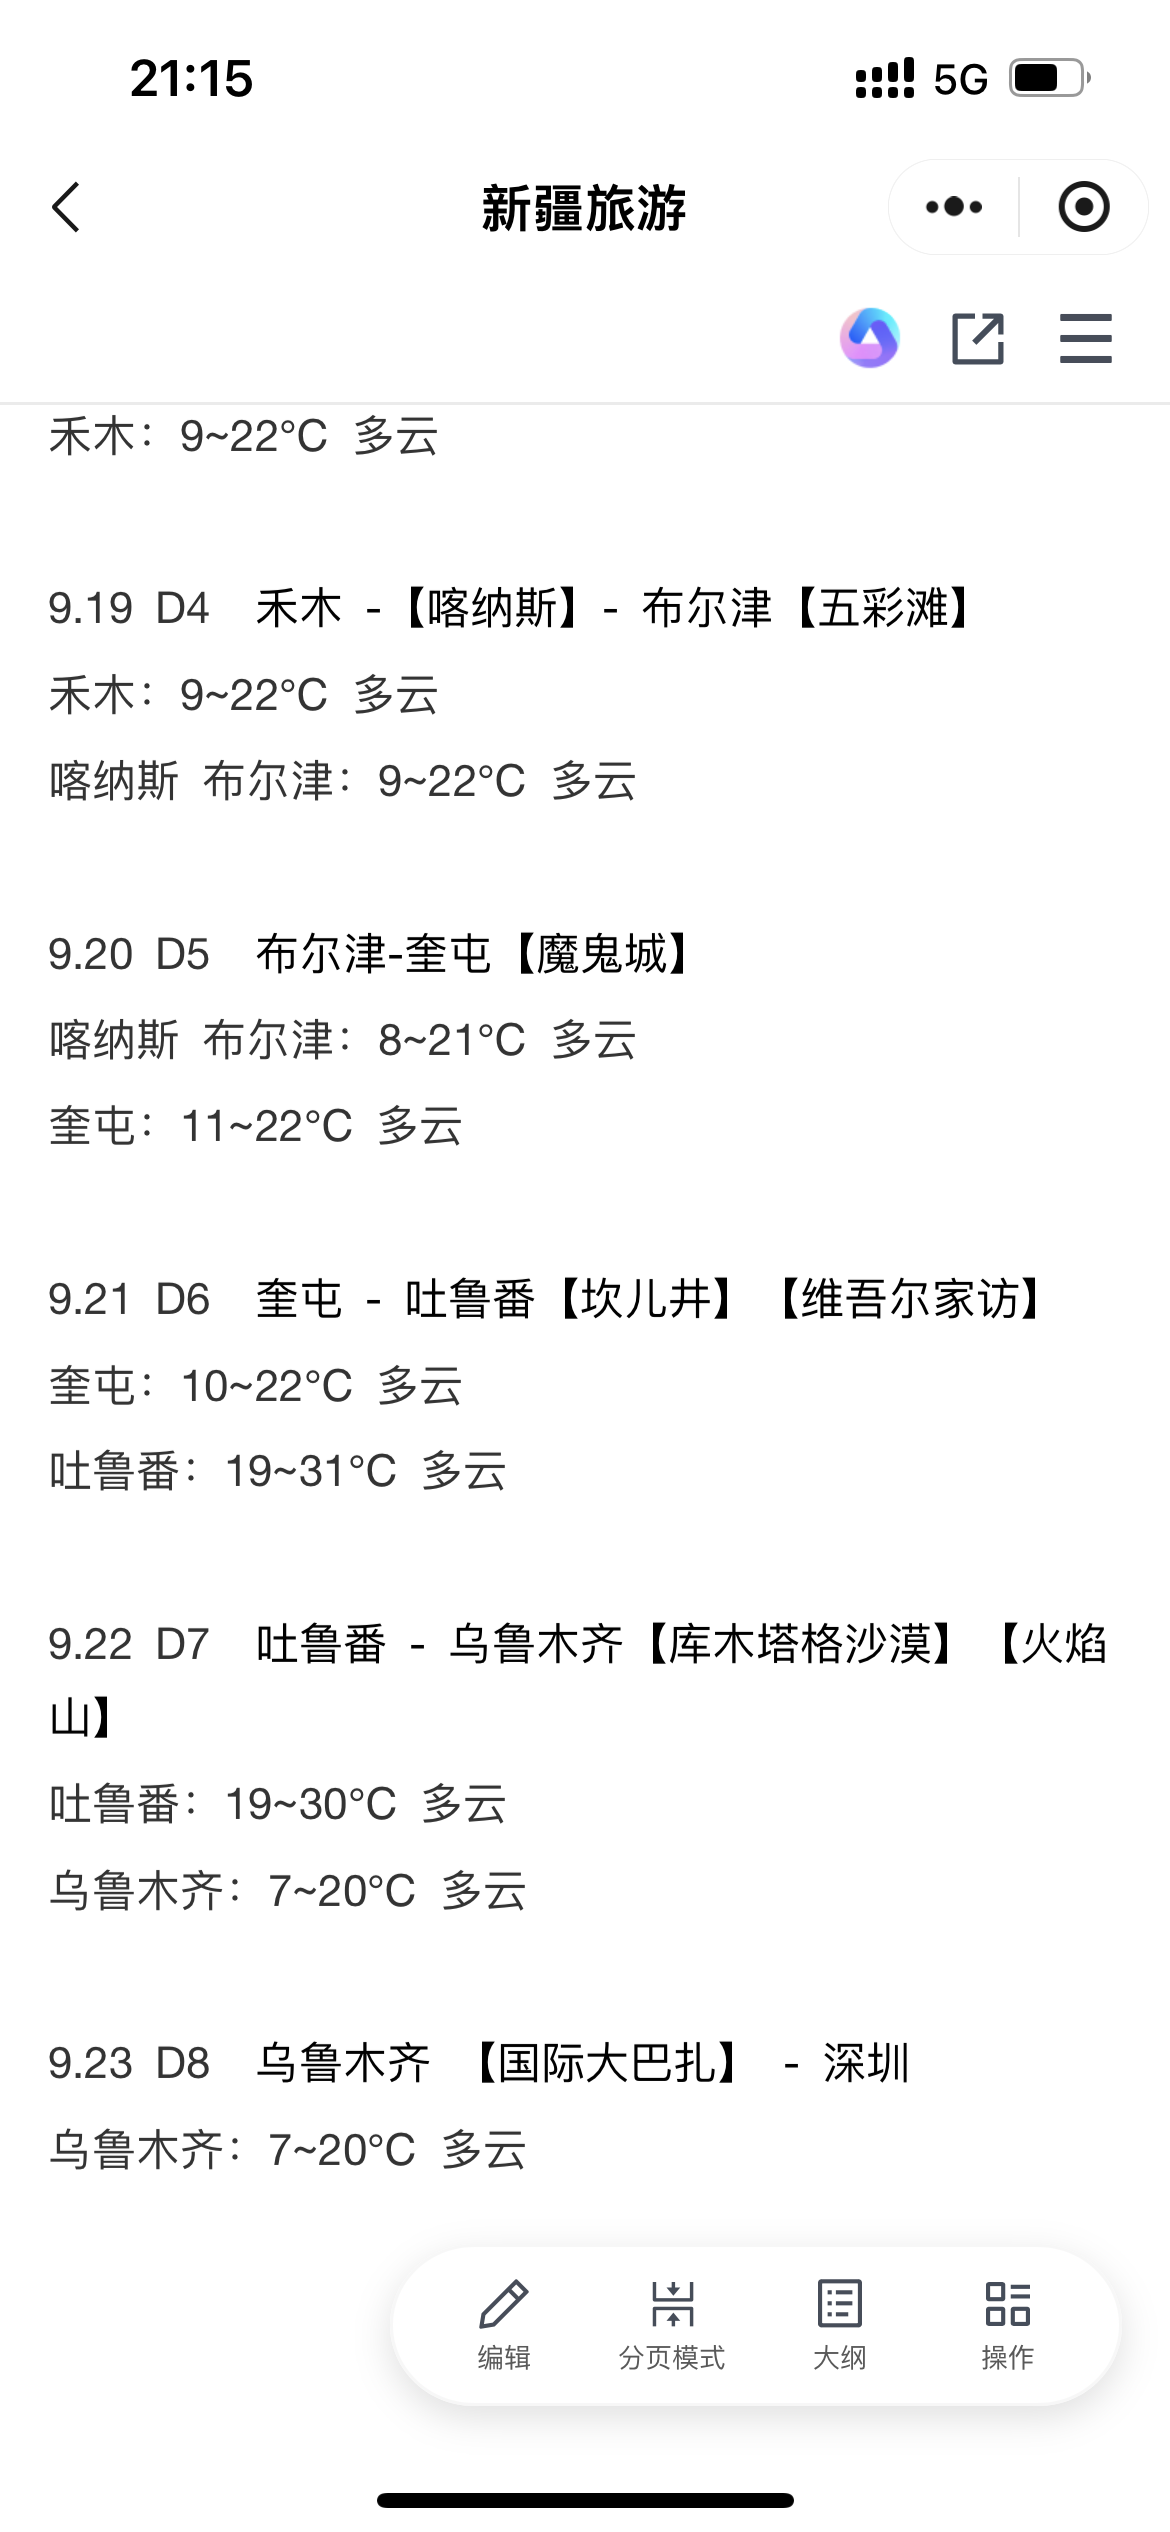 21:15 5G
新疆旅游
禾木：9~22°C 多云
9.19 D4 禾木 -【喀纳斯】- 布尔津【五彩滩】
禾木：9~22°C 多云
喀纳斯 布尔津：9~22°C 多云
9.20 D5 布尔津-奎屯【魔鬼城】
喀纳斯 布尔津：8~21°C 多云
奎屯：11~22°C 多云
9.21 D6 奎屯 - 吐鲁番【坎儿井】【维吾尔家访】
奎屯：10~22°C 多云
吐鲁番：19~31°C 多云
9.22 D7 吐鲁番 - 乌鲁木齐【库木塔格沙漠】【火焰
山】
吐鲁番：19~30°C 多云
乌鲁木齐：7~20°C 多云
9.23 D8 乌鲁木齐 【国际大巴扎】 - 深圳
乌鲁木齐：7~20°C 多云
编辑 分页模式 大纲 操作